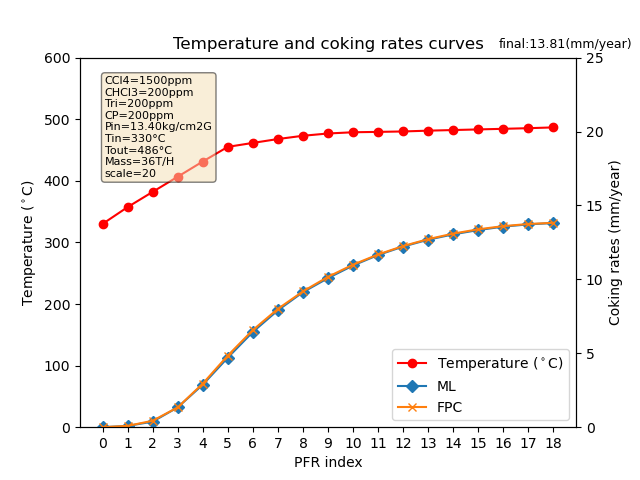 Temperature and coking rates curves
final:13.81(mm/year)
CCl4=1500ppm
CHCl3=200ppm
Tri=200ppm
CP=200ppm
Pin=13.40kg/cm2G
Tin=330°C
Tout=486°C
Mass=36T/H
scale=20
Temperature (°C)
600
500
400
300
200
100
0
25
20
15
10
5
0
Coking rates (mm/year)
Temperature (°C)
ML
FPC
0 1 2 3 4 5 6 7 8 9 10 11 12 13 14 15 16 17 18
PFR index